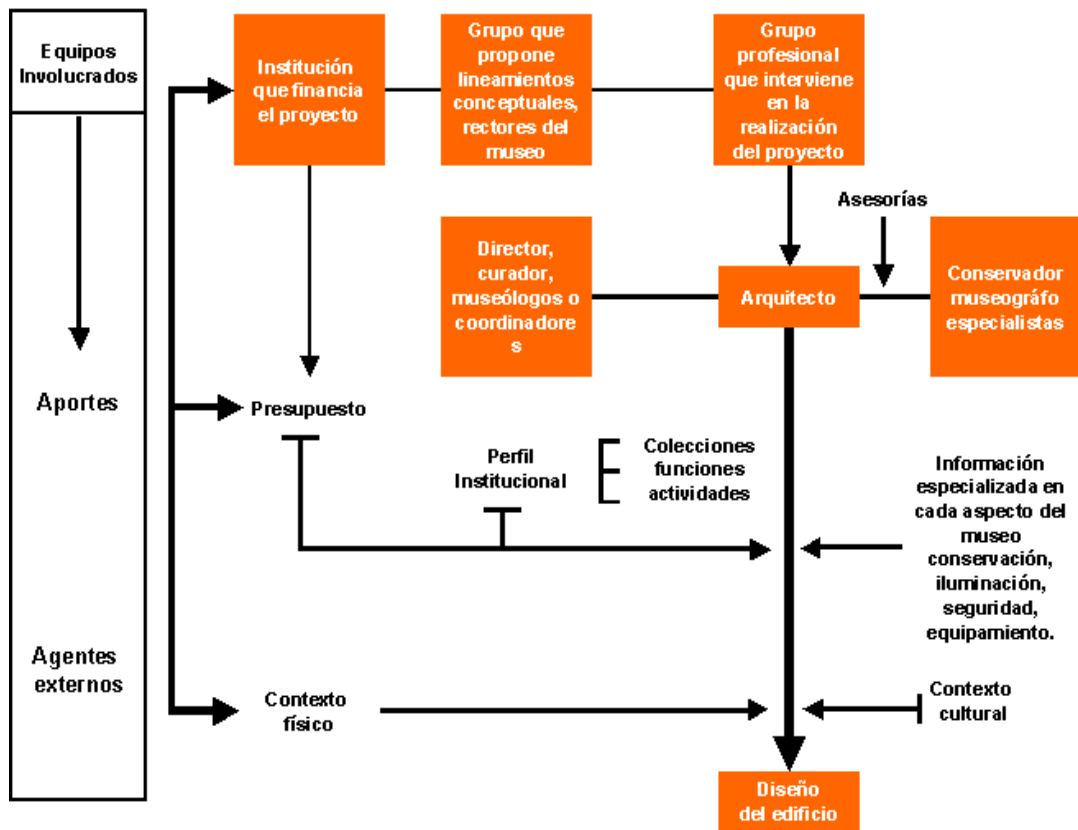 Equipos
Involucrados
Institución
que financia
el proyecto
Grupo que
propone
lineamientos
conceptuales,
rectores del
museo
Grupo
profesional
que interviene
en la
realización
del proyecto
Asesorías
Director,
curador,
museólogos o
coordinadore
s
Arquitecto
Conservador
museográfo
especialistas
Aportes
Presupuesto
Perfil
Institucional
Colecciones
funciones
actividades
Información
especializada en
cada aspecto del
museo
conservación,
iluminación,
seguridad,
equipamiento.
Agentes
externos
Contexto
físico
Contexto
cultural
Diseño
del edificio